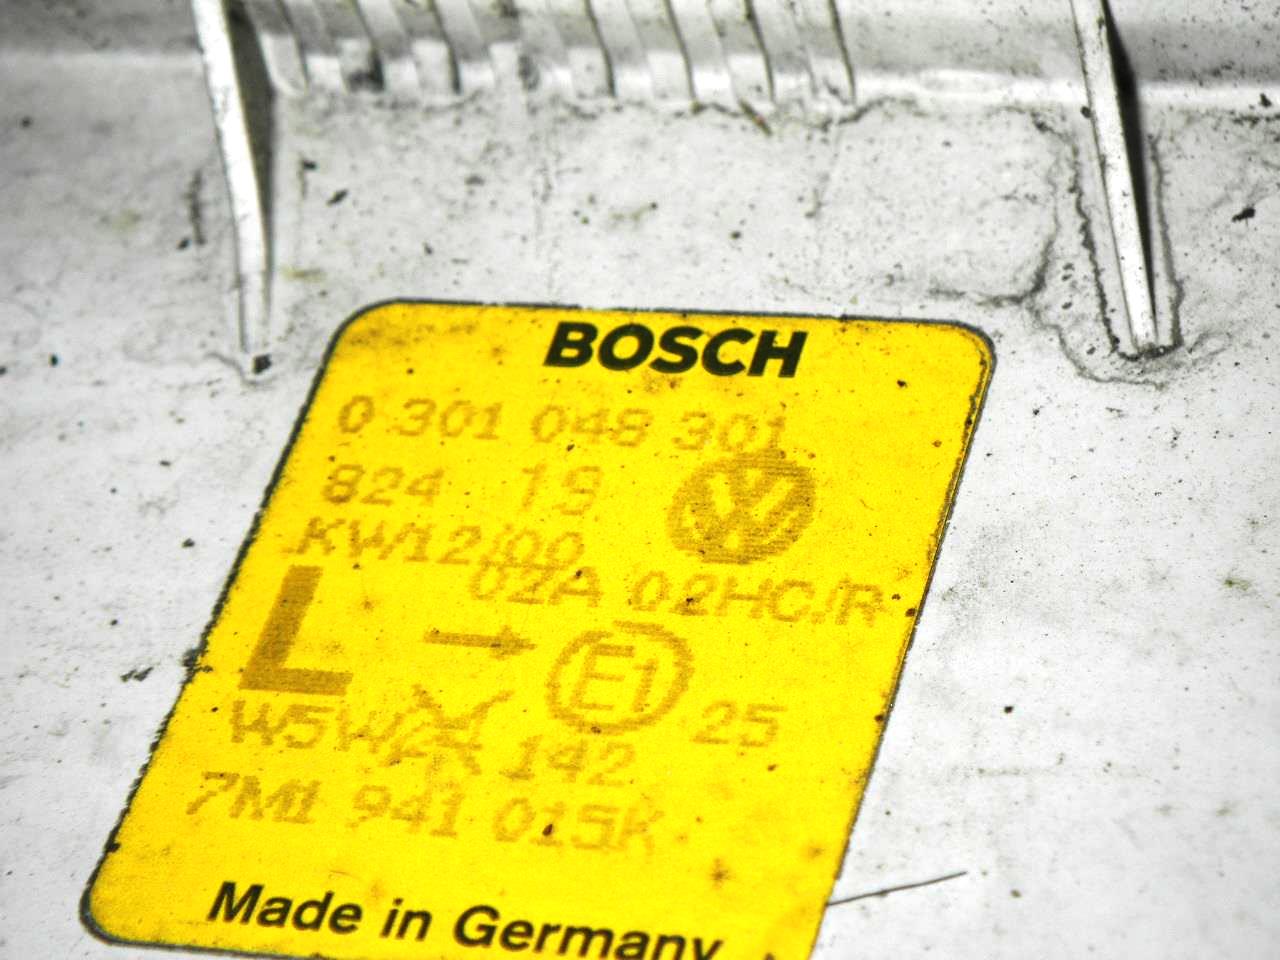 BOSCH
0 301 048 301
824 19
KW12/00
02A 02HC/R
L → E1 25
W5W 142
7M1 941 015K
Made in Germany